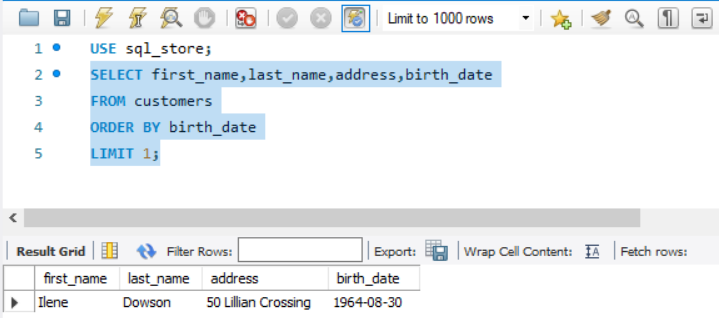 Limit to 1000 rows
1 USE sql_store;
2 SELECT first_name,last_name,address,birth_date
3 FROM customers
4 ORDER BY birth_date
5 LIMIT 1;
Result Grid Filter Rows: Export: Wrap Cell Content: IA Fetch rows:
first_name last_name address birth_date
Ilene Dowson 50 Lillian Crossing 1964-08-30